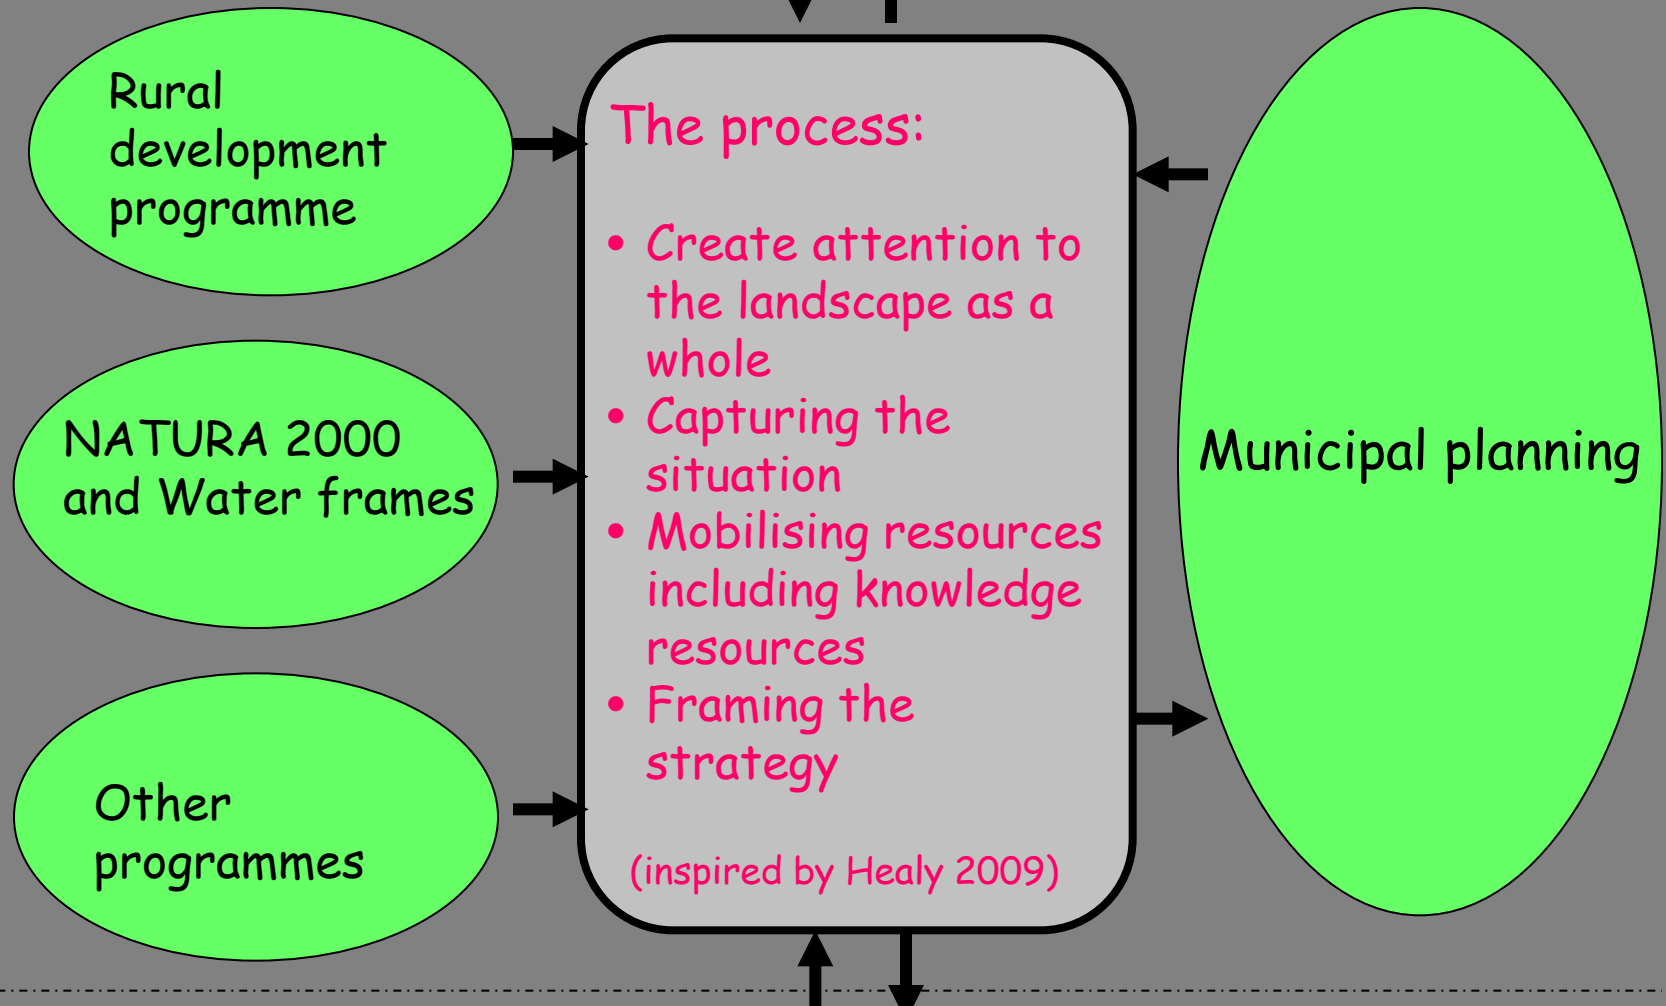 Rural
development
programme
NATURA 2000
and Water frames
Other
programmes
The process:
• Create attention to
the landscape as a
whole
• Capturing the
situation
• Mobilising resources
including knowledge
resources
• Framing the
strategy
(inspired by Healy 2009)
Municipal planning